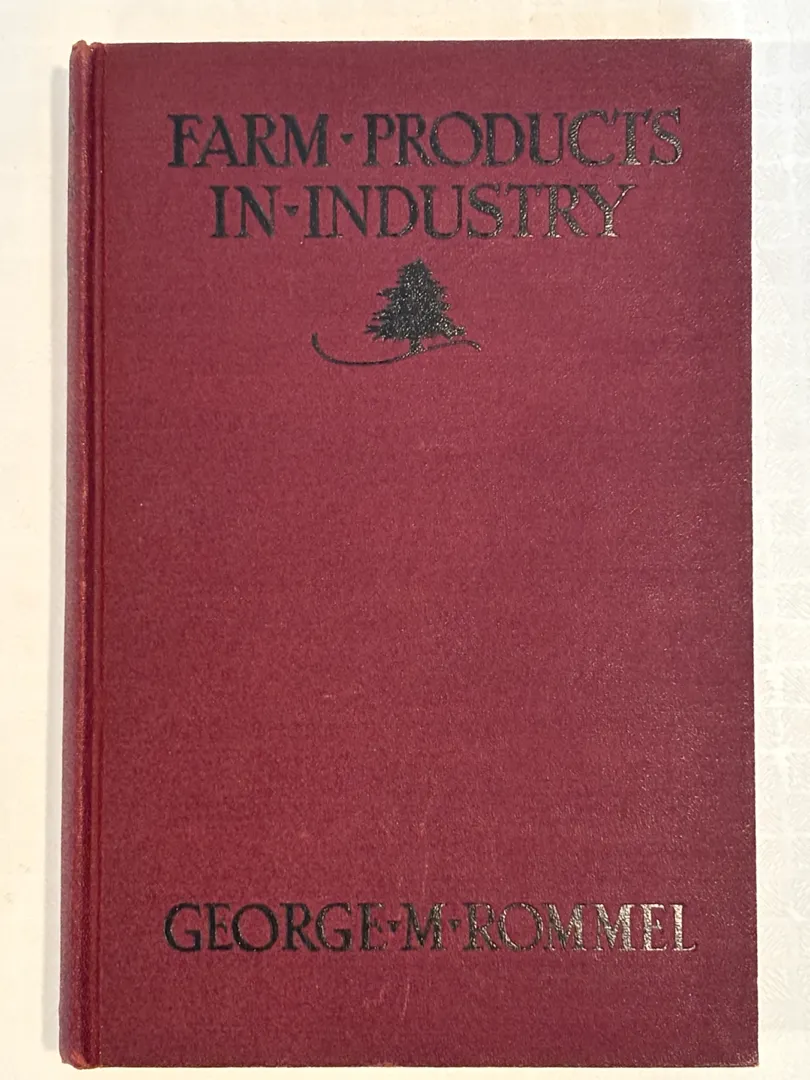 FARM · PRODUCTS
IN · INDUSTRY
GEORGE · M · ROMMEL